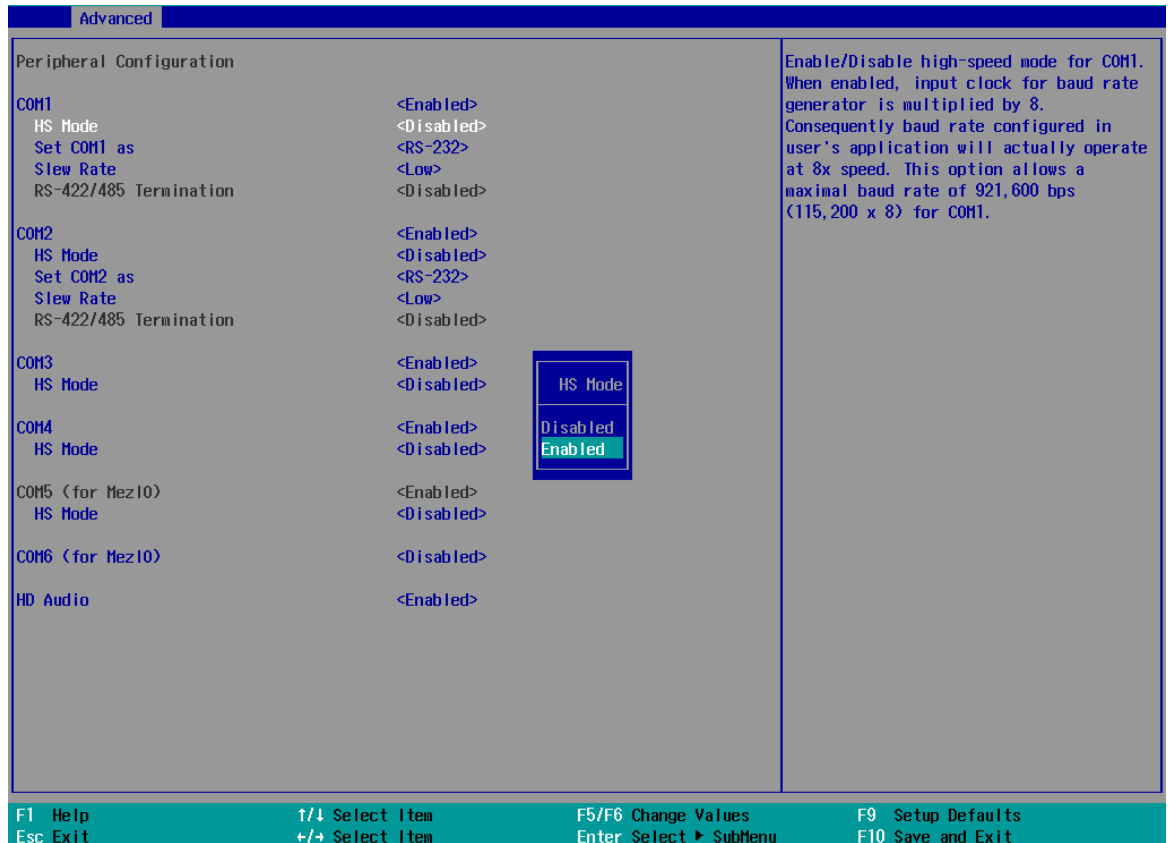 Advanced
Peripheral Configuration
COM1 <Enabled>
HS Mode <Disabled>
Set COM1 as <RS-232>
Slew Rate <Low>
RS-422/485 Termination <Disabled>
COM2 <Enabled>
HS Mode <Disabled>
Set COM2 as <RS-232>
Slew Rate <Low>
RS-422/485 Termination <Disabled>
COM3 <Enabled>
HS Mode <Disabled>
COM4 <Enabled>
HS Mode <Disabled>
COM5 (for MezIO) <Enabled>
HS Mode <Disabled>
COM6 (for MezIO) <Disabled>
HD Audio <Enabled>
HS Mode
Disabled
Enabled
Enable/Disable high-speed mode for COM1.
When enabled, input clock for baud rate
generator is multiplied by 8.
Consequently baud rate configured in
user's application will actually operate
at 8x speed. This option allows a
maximal baud rate of 921,600 bps
(115,200 x 8) for COM1.
F1 Help ↑/↓ Select Item F5/F6 Change Values F9 Setup Defaults
Esc Exit ←/→ Select Item Enter Select ▶ SubMenu F10 Save and Exit